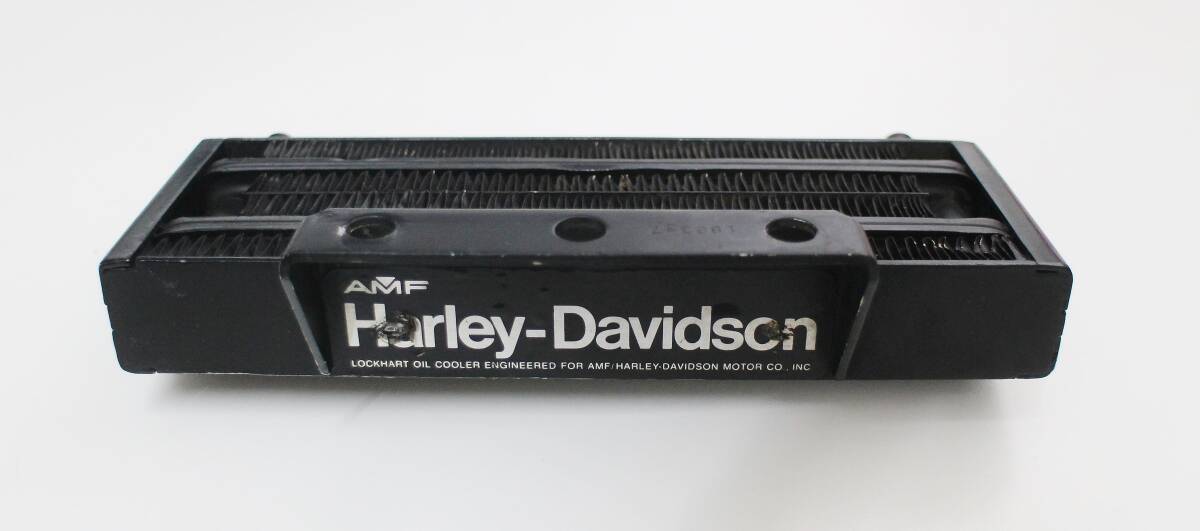 AMF
Harley-Davidson
LOCKHART OIL COOLER ENGINEERED FOR AMF/HARLEY-DAVIDSON MOTOR CO., INC